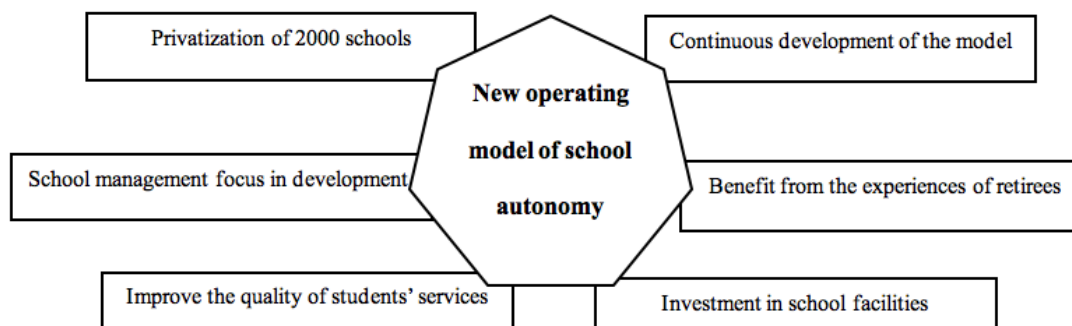 Privatization of 2000 schools
Continuous development of the model
New operating
model of school
autonomy
School management focus in development
Benefit from the experiences of retirees
Improve the quality of students’ services
Investment in school facilities